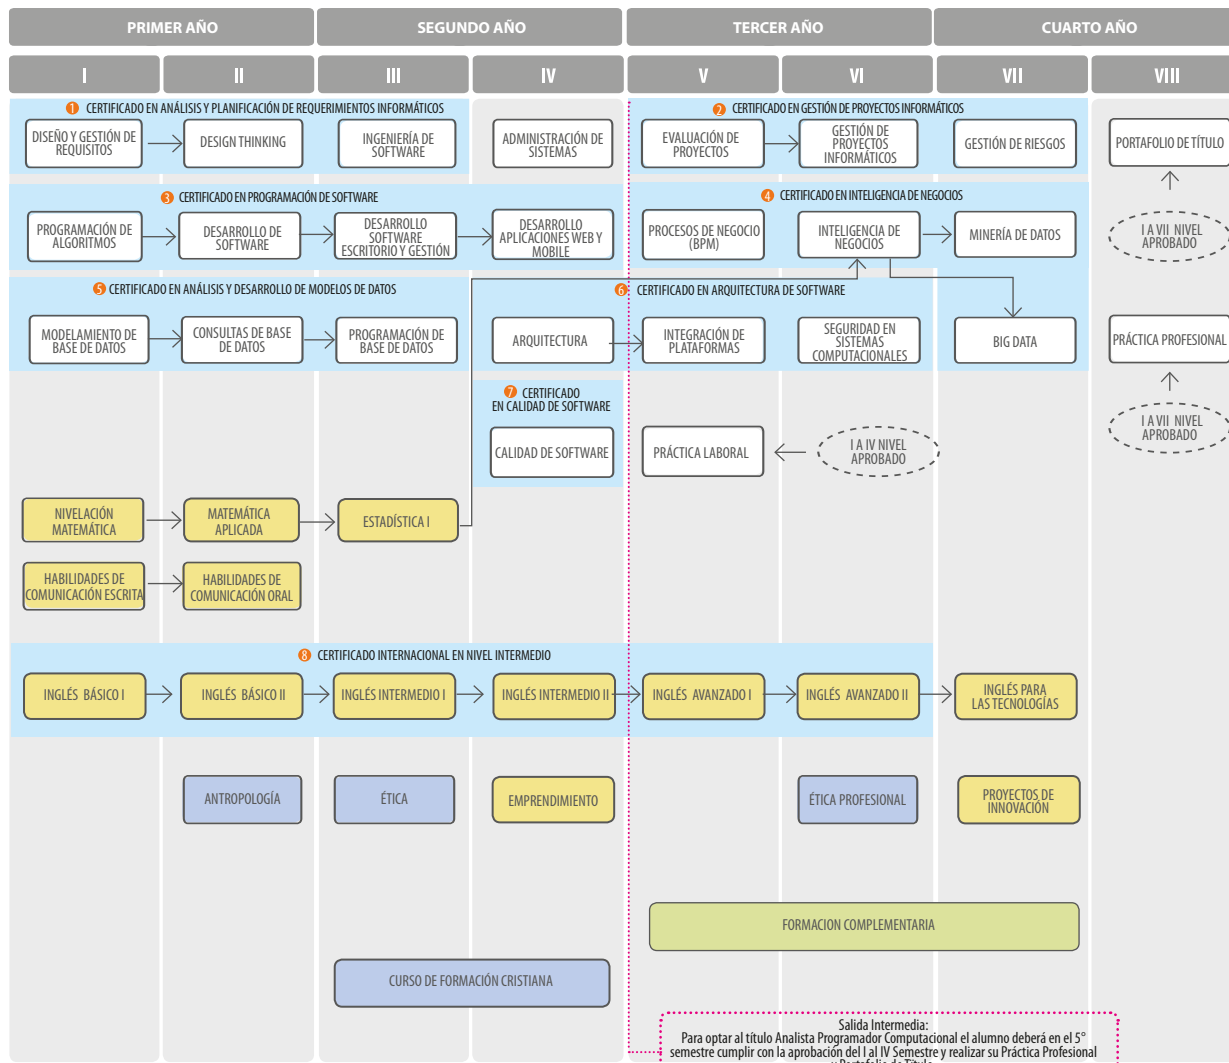 PRIMER AÑO
SEGUNDO AÑO
TERCER AÑO
CUARTO AÑO
I
II
III
IV
V
VI
VII
VIII
1 CERTIFICADO EN ANÁLISIS Y PLANIFICACIÓN DE REQUERIMIENTOS INFORMÁTICOS
2 CERTIFICADO EN GESTIÓN DE PROYECTOS INFORMÁTICOS
DISEÑO Y GESTIÓN DE
REQUISITOS
DESIGN THINKING
INGENIERÍA DE
SOFTWARE
ADMINISTRACIÓN DE
SISTEMAS
EVALUACIÓN DE
PROYECTOS
GESTIÓN DE
PROYECTOS
INFORMÁTICOS
GESTIÓN DE RIESGOS
PORTAFOLIO DE TÍTULO
3 CERTIFICADO EN PROGRAMACIÓN DE SOFTWARE
4 CERTIFICADO EN INTELIGENCIA DE NEGOCIOS
PROGRAMACIÓN DE
ALGORITMOS
DESARROLLO DE
SOFTWARE
DESARROLLO
SOFTWARE
ESCRITORIO Y GESTIÓN
DESARROLLO
APLICACIONES WEB Y
MOBILE
PROCESOS DE NEGOCIO
(BPM)
INTELIGENCIA DE
NEGOCIOS
MINERÍA DE DATOS
I A VII NIVEL
APROBADO
5 CERTIFICADO EN ANÁLISIS Y DESARROLLO DE MODELOS DE DATOS
6 CERTIFICADO EN ARQUITECTURA DE SOFTWARE
MODELAMIENTO DE
BASE DE DATOS
CONSULTAS DE BASE
DE DATOS
PROGRAMACIÓN DE
BASE DE DATOS
ARQUITECTURA
INTEGRACIÓN DE
PLATAFORMAS
SEGURIDAD EN
SISTEMAS
COMPUTACIONALES
BIG DATA
PRÁCTICA PROFESIONAL
7 CERTIFICADO
EN CALIDAD DE SOFTWARE
CALIDAD DE SOFTWARE
PRÁCTICA LABORAL
I A IV NIVEL
APROBADO
I A VII NIVEL
APROBADO
NIVELACIÓN
MATEMÁTICA
MATEMÁTICA
APLICADA
ESTADÍSTICA I
HABILIDADES DE
COMUNICACIÓN ESCRITA
HABILIDADES DE
COMUNICACIÓN ORAL
8 CERTIFICADO INTERNACIONAL EN NIVEL INTERMEDIO
INGLÉS BÁSICO I
INGLÉS BÁSICO II
INGLÉS INTERMEDIO I
INGLÉS INTERMEDIO II
INGLÉS AVANZADO I
INGLÉS AVANZADO II
INGLÉS PARA
LAS TECNOLOGÍAS
ANTROPOLOGÍA
ÉTICA
EMPRENDIMIENTO
ÉTICA PROFESIONAL
PROYECTOS DE
INNOVACIÓN
FORMACION COMPLEMENTARIA
CURSO DE FORMACIÓN CRISTIANA
Salida Intermedia:
Para optar al título Analista Programador Computacional el alumno deberá en el 5°
semestre cumplir con la aprobación del I al IV Semestre y realizar su Práctica Profesional
y Portafolio de Título